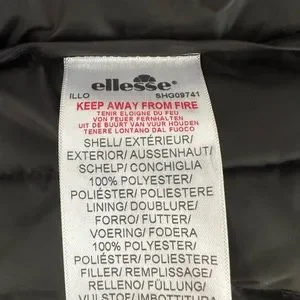 ellesse®
ILLO SHG09741
KEEP AWAY FROM FIRE
TENIR ELOIGNE DU FEU
VON FEUER FERNHALTEN
UIT DE BUURT VAN VUUR HOUDEN
TENERE LONTANO DAL FUOCO
SHELL/ EXTÉRIEUR/
EXTERIOR/ AUSSENHAUT/
SCHELP/ CONCHIGLIA
100% POLYESTER/
POLIÉSTER/ POLIESTERE
LINING/ DOUBLURE/
FORRO/ FUTTER/
VOERING/ FODERA
100% POLYESTER/
POLIÉSTER/ POLIESTERE
FILLER/ REMPLISSAGE/
RELLENO/ FÜLLUNG/
VULSTOF/ IMBOTTITURA